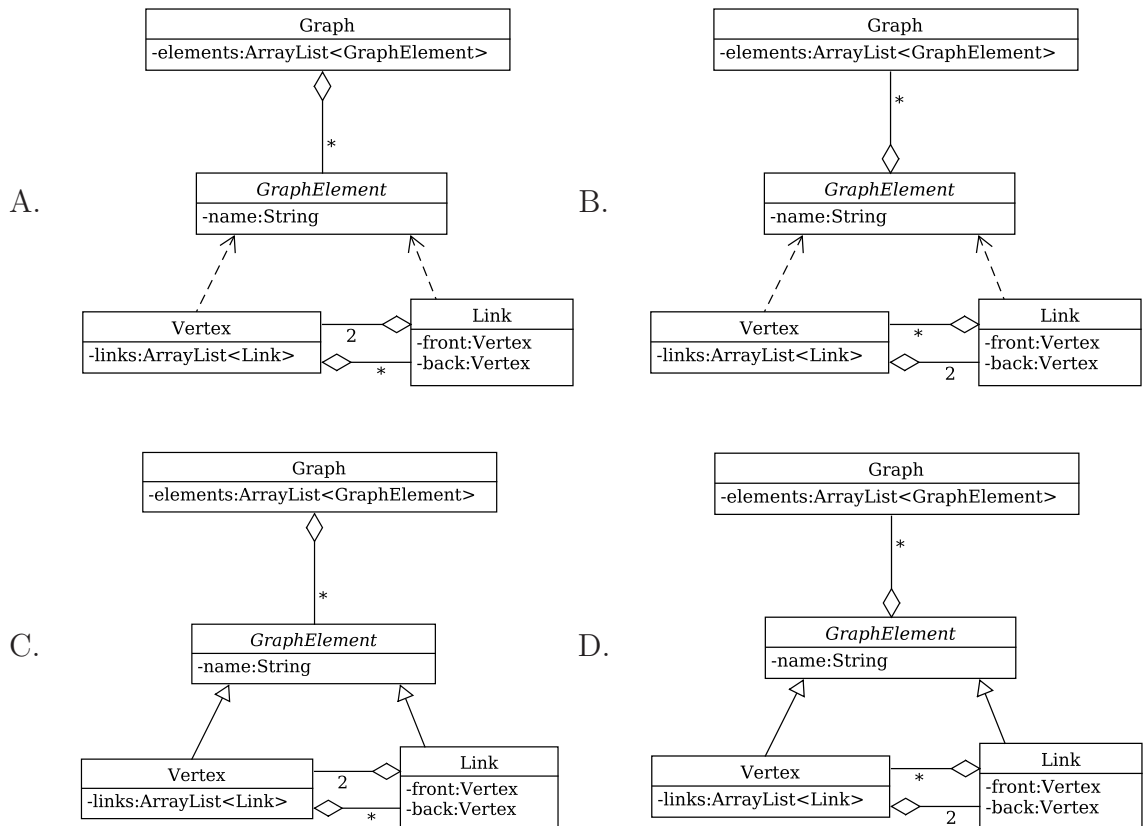 A.
Graph
-elements:ArrayList<GraphElement>
*
GraphElement
-name:String
Vertex
-links:ArrayList<Link>
2
*
Link
-front:Vertex
-back:Vertex
B.
Graph
-elements:ArrayList<GraphElement>
*
GraphElement
-name:String
Vertex
-links:ArrayList<Link>
*
2
Link
-front:Vertex
-back:Vertex
C.
Graph
-elements:ArrayList<GraphElement>
*
GraphElement
-name:String
Vertex
-links:ArrayList<Link>
2
*
Link
-front:Vertex
-back:Vertex
D.
Graph
-elements:ArrayList<GraphElement>
*
GraphElement
-name:String
Vertex
-links:ArrayList<Link>
*
2
Link
-front:Vertex
-back:Vertex